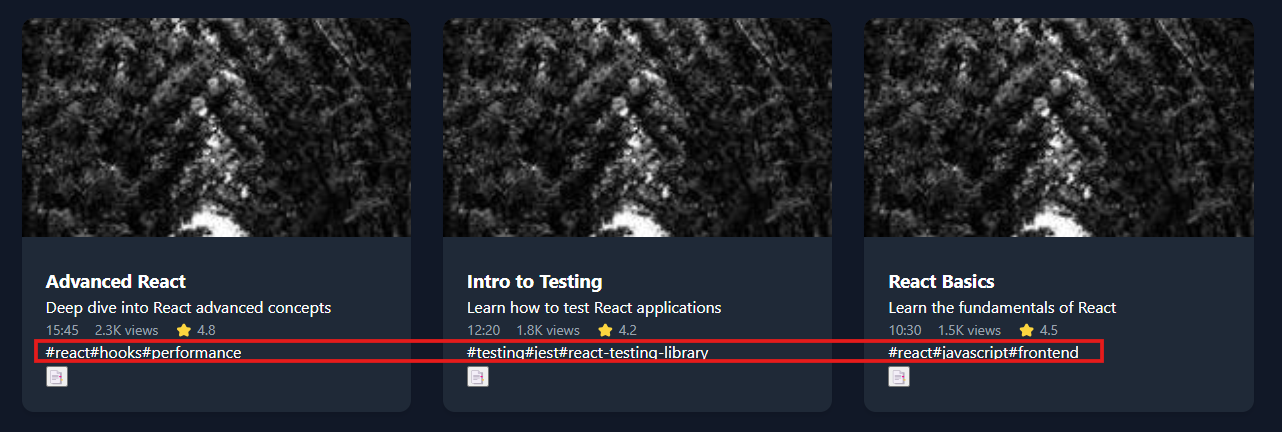 Advanced React
Deep dive into React advanced concepts
15:45 2.3K views 4.8
#react#hooks#performance
Intro to Testing
Learn how to test React applications
12:20 1.8K views 4.2
#testing#jest#react-testing-library
React Basics
Learn the fundamentals of React
10:30 1.5K views 4.5
#react#javascript#frontend